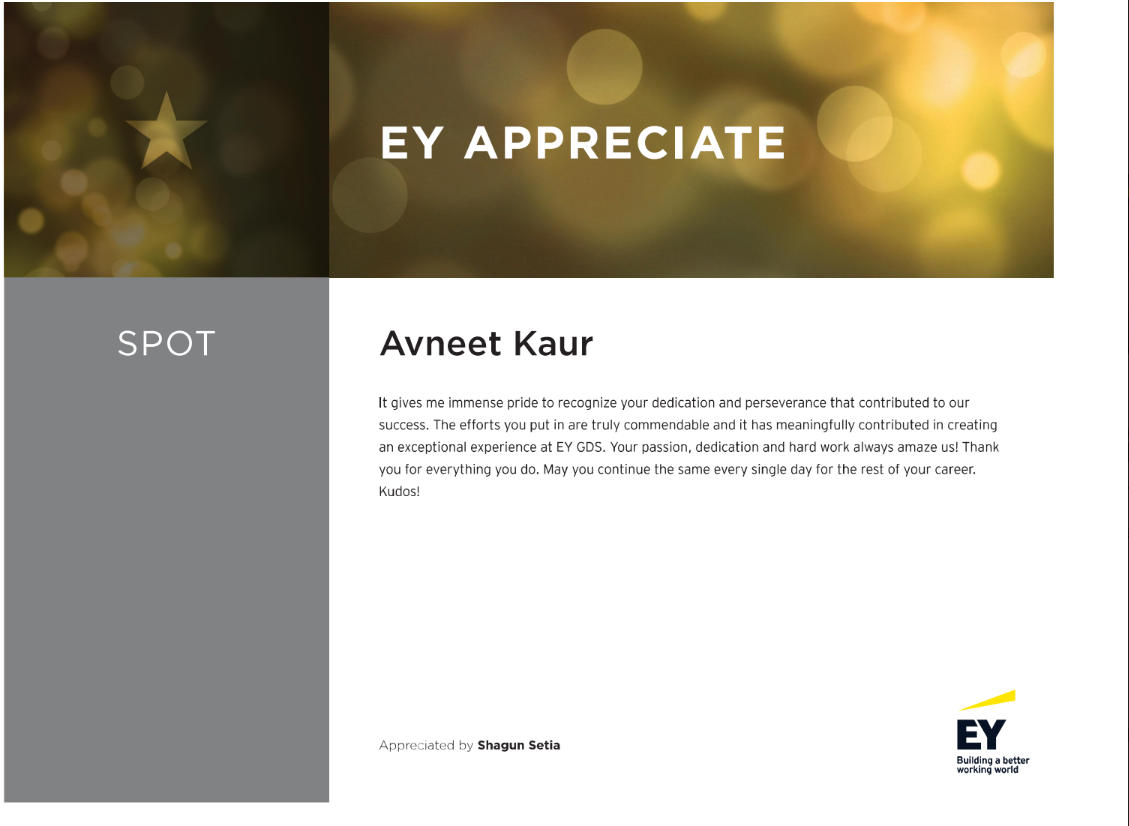 EY APPRECIATE
SPOT
Avneet Kaur
It gives me immense pride to recognize your dedication and perseverance that contributed to our
success. The efforts you put in are truly commendable and it has meaningfully contributed in creating
an exceptional experience at EY GDS. Your passion, dedication and hard work always amaze us! Thank
you for everything you do. May you continue the same every single day for the rest of your career.
Kudos!
Appreciated by Shagun Setia
EY
Building a better
working world